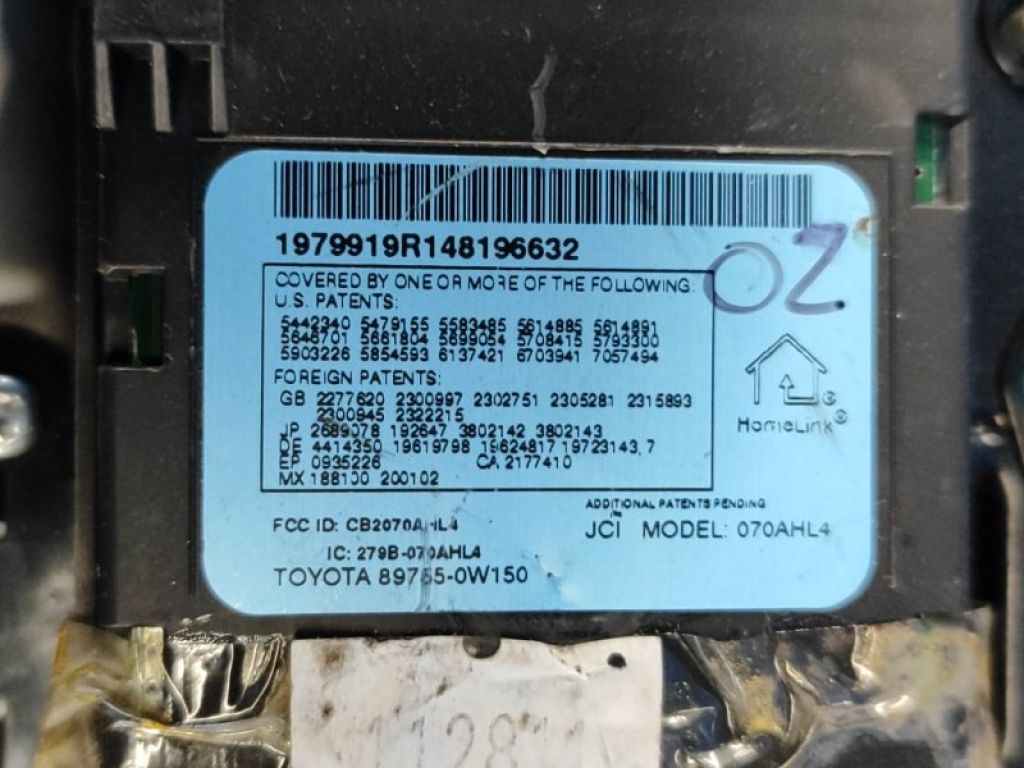 1979919R148196632
OZ
COVERED BY ONE OR MORE OF THE FOLLOWING:
U.S. PATENTS:
5442340 5479155 5583485 5614885 5614891
5646701 5661804 5699054 5708415 5793300
5903226 5854593 6137421 6703941 7057494
FOREIGN PATENTS:
GB 2277620 2300997 2302751 2305281 2315893
2300945 2322215
JP 2689078 192647 3802142 3802143
DE 4414350 19619798 19624817 19723143,7
EP 0935226 CA 2177410
MX 188100 200102
HomeLink®
ADDITIONAL PATENTS PENDING
FCC ID: CB2070AHL4
JCI MODEL: 070AHL4
IC: 279B-070AHL4
TOYOTA 89765-0W150